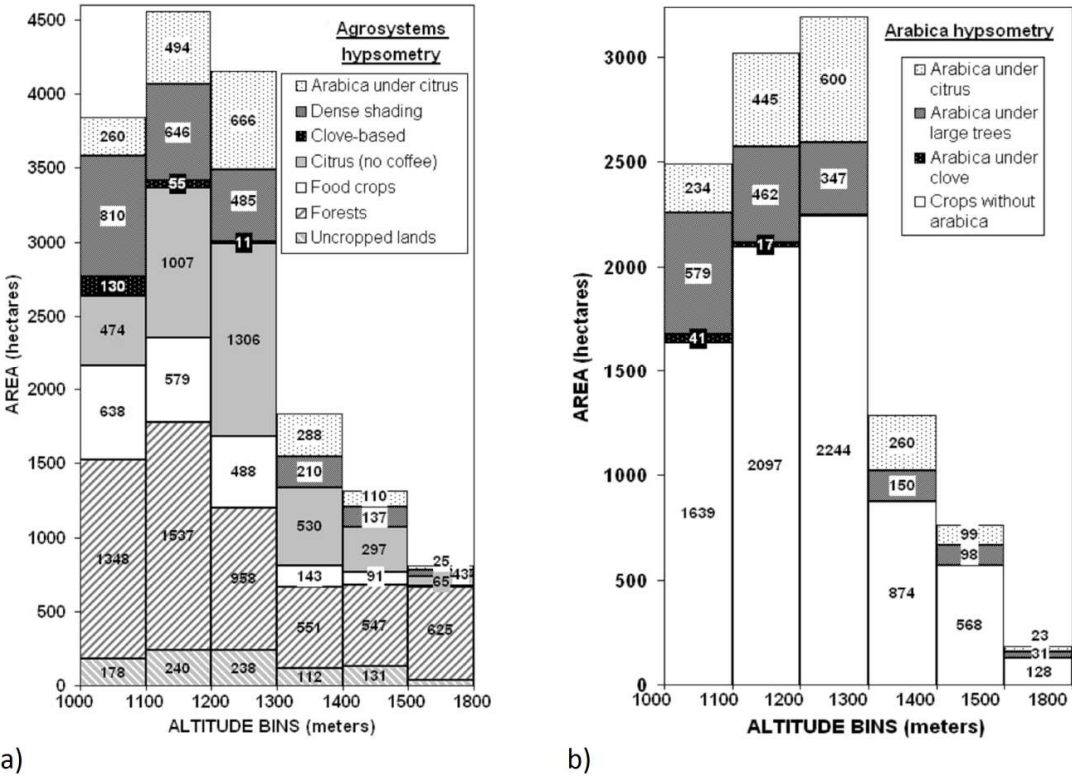 Agrosystems
hypsometry
Arabica under citrus
Dense shading
Clove-based
Citrus (no coffee)
Food crops
Forests
Uncropped lands
AREA (hectares)
4500
4000
3500
3000
2500
2000
1500
1000
500
0
260
810
130
474
638
1348
178
494
646
55
1007
579
1537
240
666
485
11
1306
488
958
238
288
210
530
143
551
112
110
137
297
91
547
131
25
43
65
625
1000 1100 1200 1300 1400 1500 1800
ALTITUDE BINS (meters)
a)
Arabica hypsometry
Arabica under
citrus
Arabica under
large trees
Arabica under
clove
Crops without
arabica
AREA (hectares)
3000
2500
2000
1500
1000
500
0
234
579
41
1639
445
462
17
2097
600
347
2244
260
150
874
99
98
568
23
31
128
1000 1100 1200 1300 1400 1500 1800
ALTITUDE BINS (meters)
b)